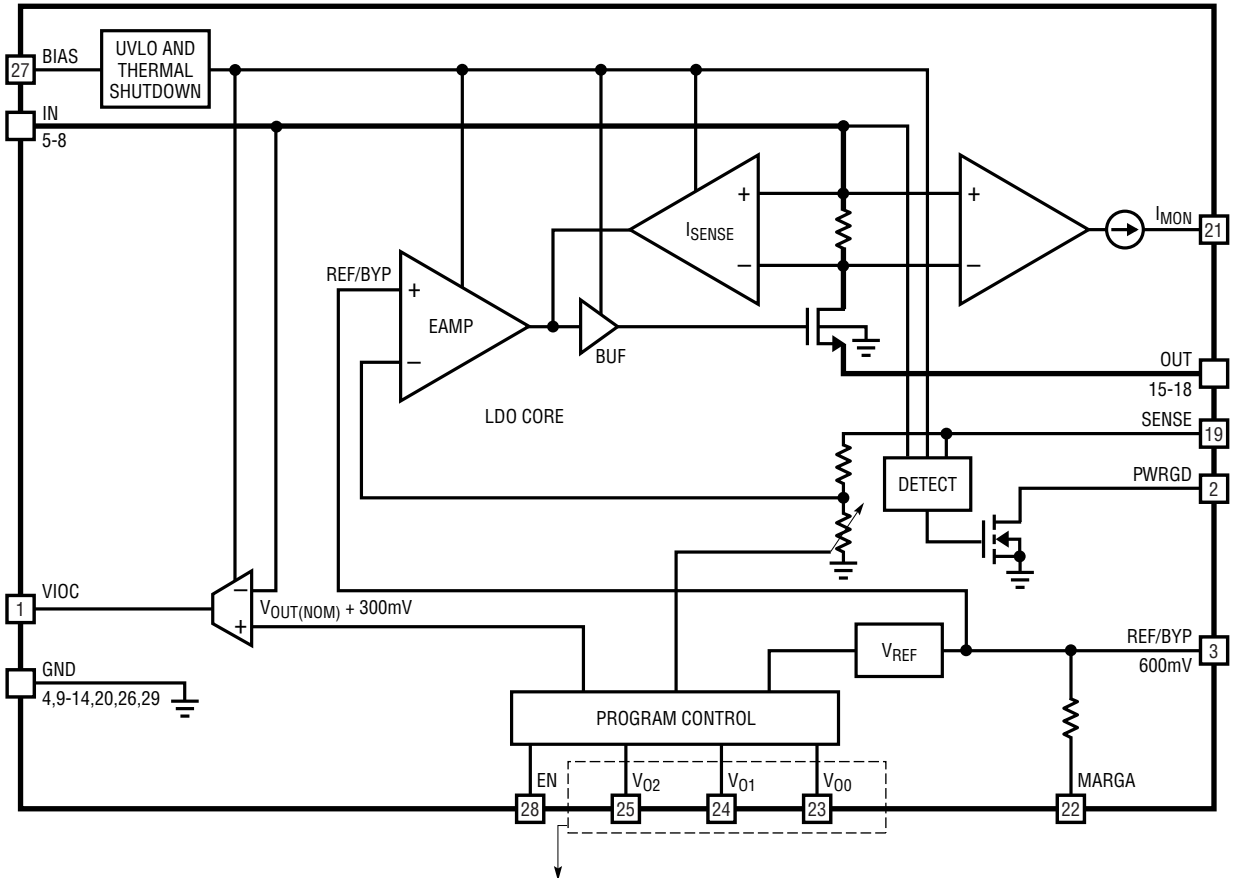 27
BIAS
UVLO AND
THERMAL
SHUTDOWN
IN
5-8
REF/BYP
+
EAMP
–
BUF
LDO CORE
+
ISENSE
–
+
–
IMON
21
OUT
15-18
SENSE
19
DETECT
PWRGD
2
1
VIOC
–
VOUT(NOM) + 300mV
+
GND
4,9-14,20,26,29
VREF
REF/BYP
600mV
3
PROGRAM CONTROL
EN
28
VO2
25
VO1
24
VO0
23
MARGA
22